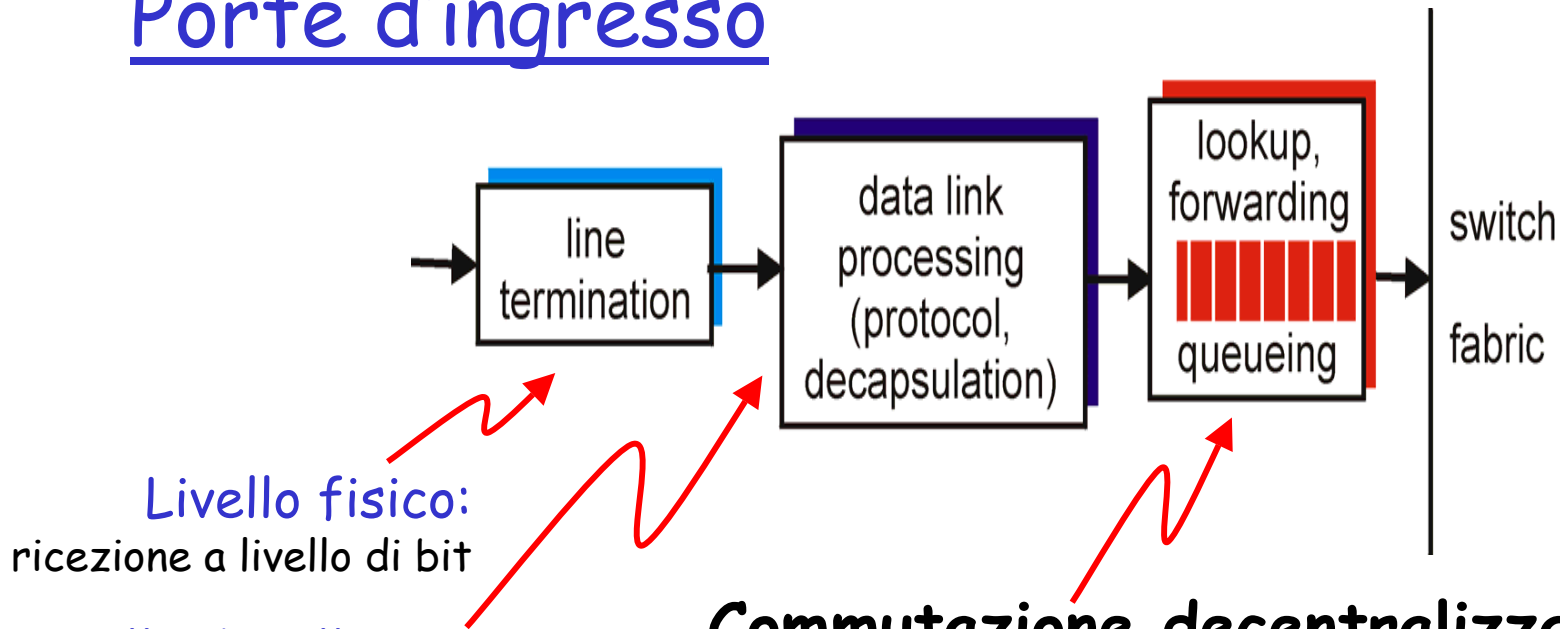 Porte d'ingresso
line
termination
data link
processing
(protocol,
decapsulation)
lookup,
forwarding
queueing
switch
fabric
Livello fisico:
ricezione a livello di bit
Commutazione